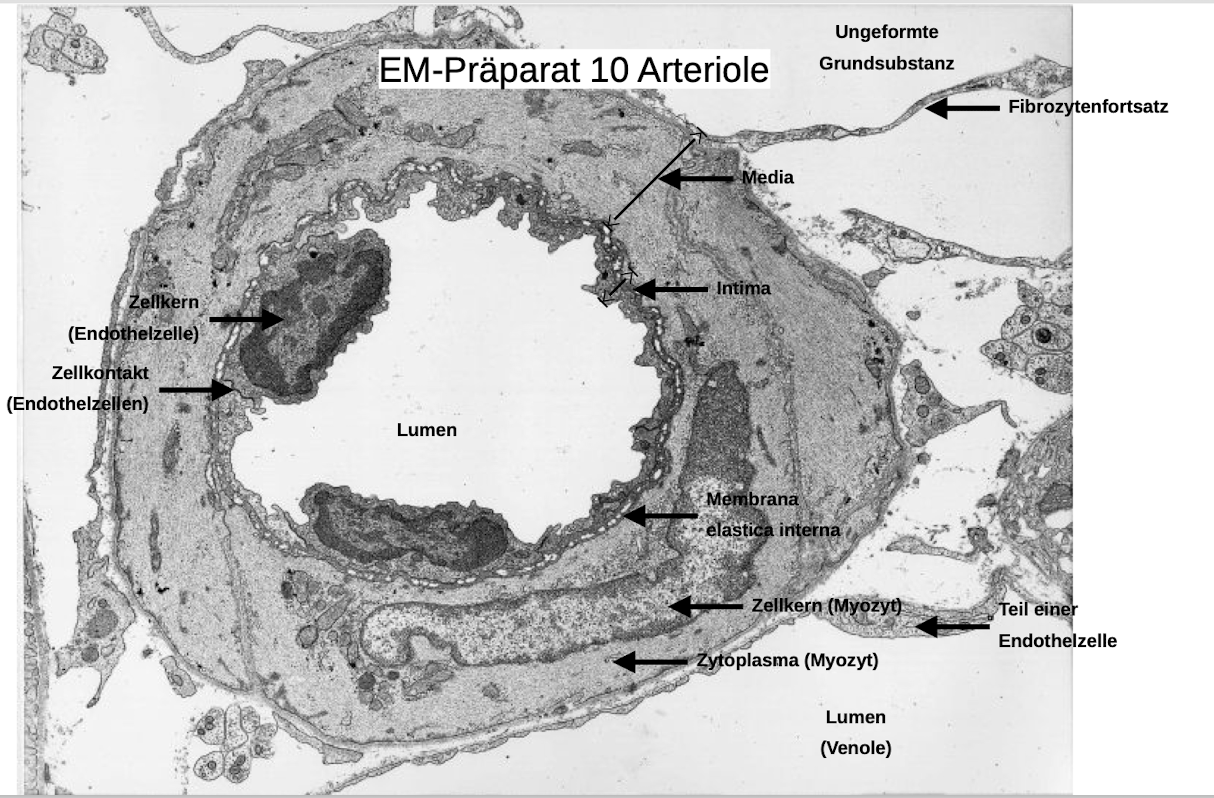 Ungeformte
Grundsubstanz
EM-Präparat 10 Arteriole
Fibrozytenfortsatz
Media
Intima
Zellkern
(Endothelzelle)
Zellkontakt
(Endothelzellen)
Lumen
Membrana
elastica interna
Zellkern (Myozyt)
Teil einer
Endothelzelle
Zytoplasma (Myozyt)
Lumen
(Venole)